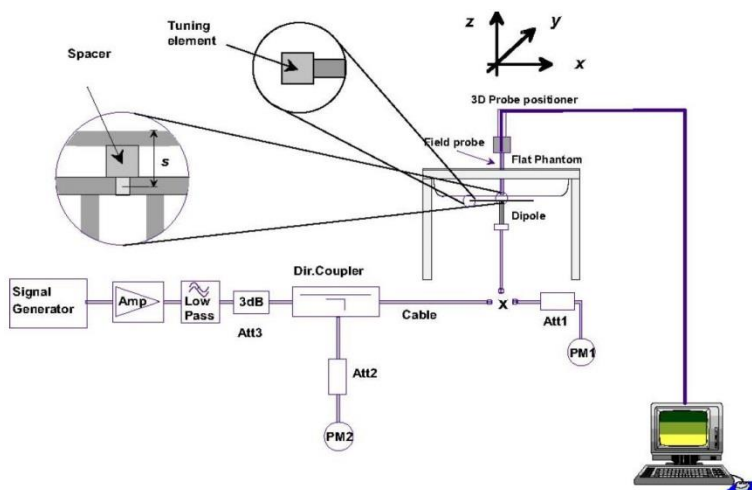 Tuning
element
Spacer
s
z
y
x
3D Probe positioner
Field probe
Flat Phantom
Dipole
Signal
Generator
Amp
Low
Pass
3dB
Att3
Dir.Coupler
Cable
x
Att1
PM1
Att2
PM2